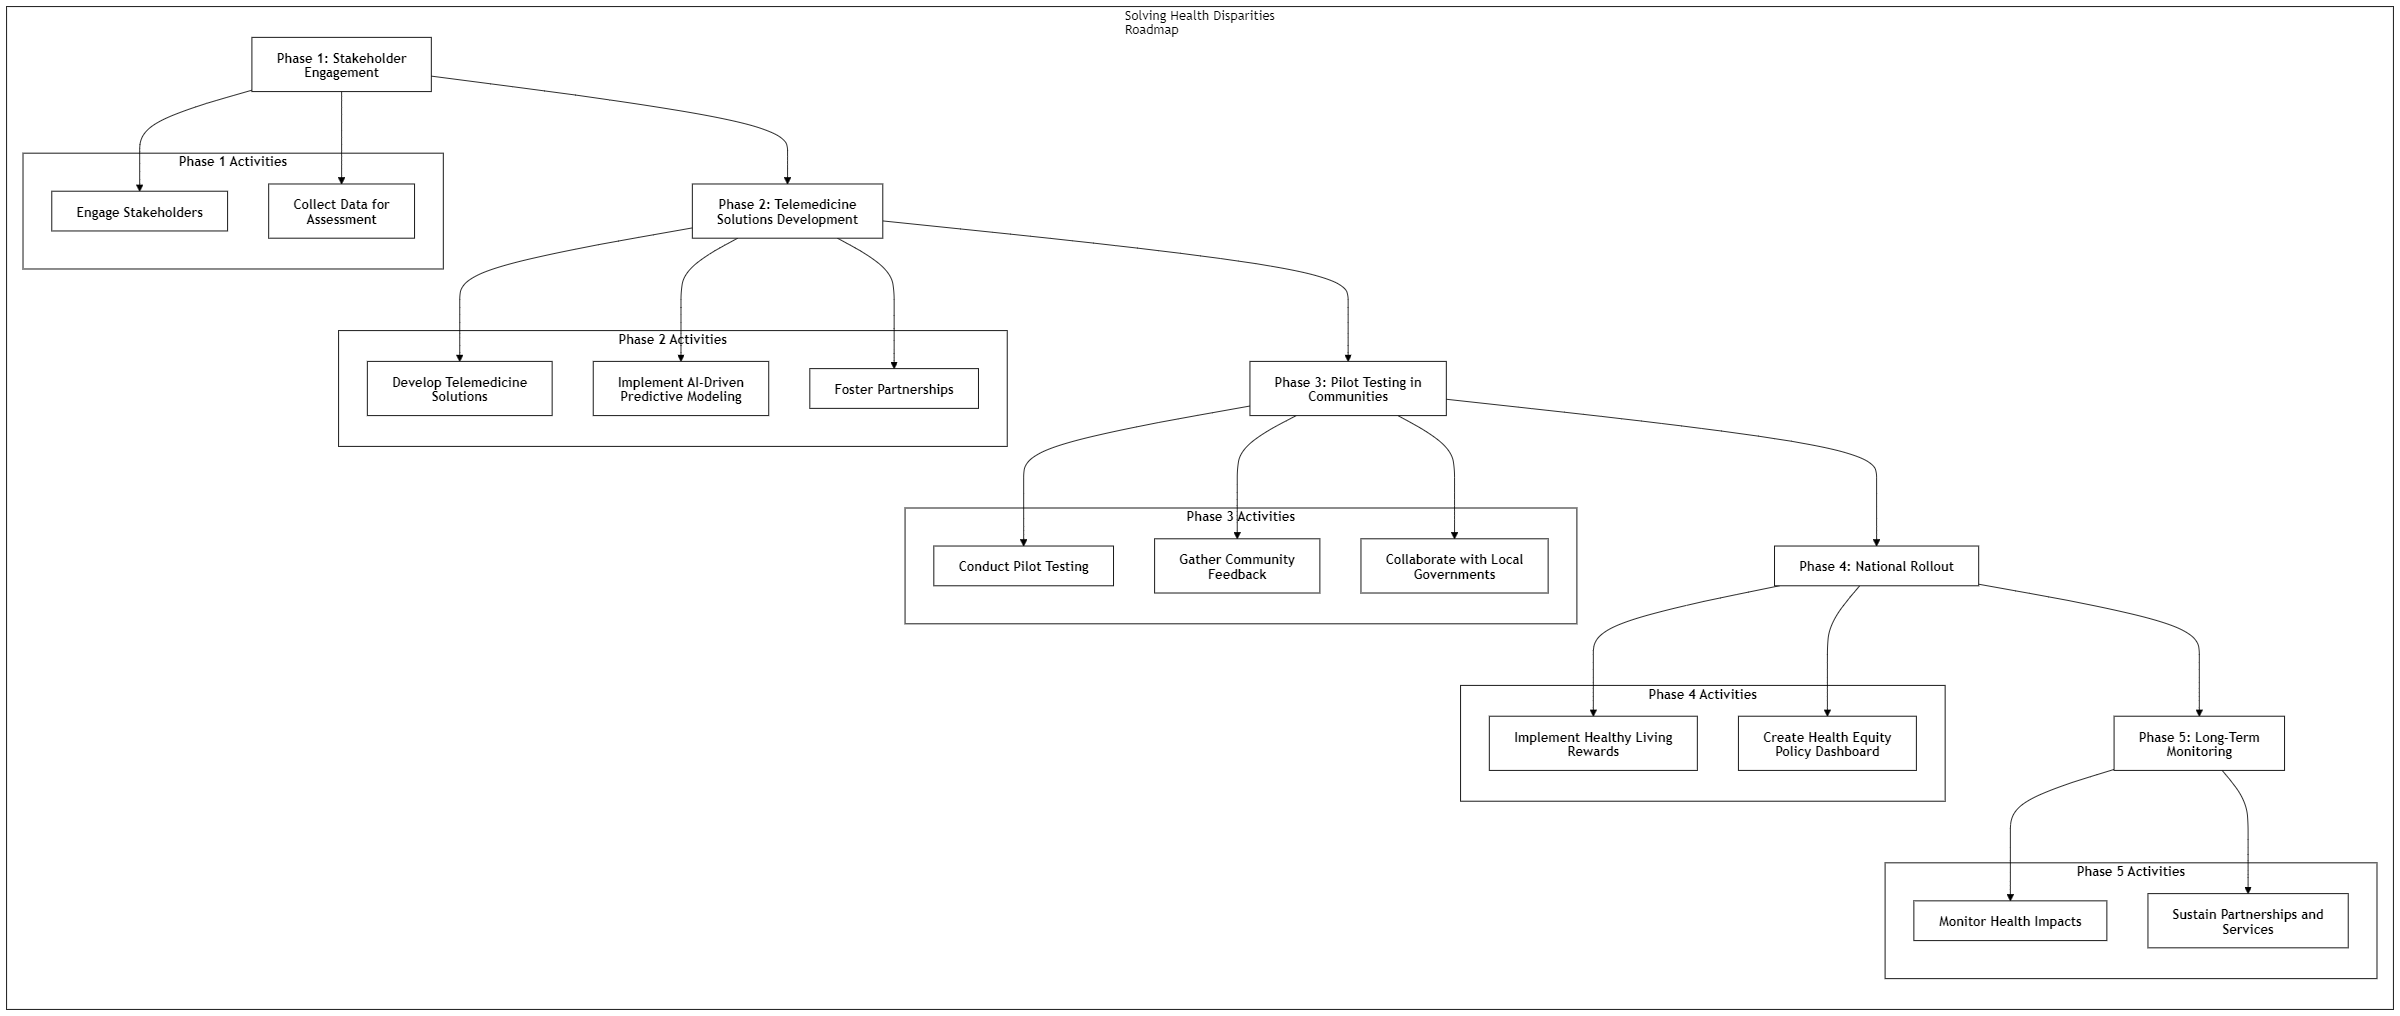 Solving Health Disparities
Roadmap
Phase 1: Stakeholder
Engagement
Phase 1 Activities
Engage Stakeholders
Collect Data for
Assessment
Phase 2: Telemedicine
Solutions Development
Phase 2 Activities
Develop Telemedicine
Solutions
Implement AI-Driven
Predictive Modeling
Foster Partnerships
Phase 3: Pilot Testing in
Communities
Phase 3 Activities
Conduct Pilot Testing
Gather Community
Feedback
Collaborate with Local
Governments
Phase 4: National Rollout
Phase 4 Activities
Implement Healthy Living
Rewards
Create Health Equity
Policy Dashboard
Phase 5: Long-Term
Monitoring
Phase 5 Activities
Monitor Health Impacts
Sustain Partnerships and
Services